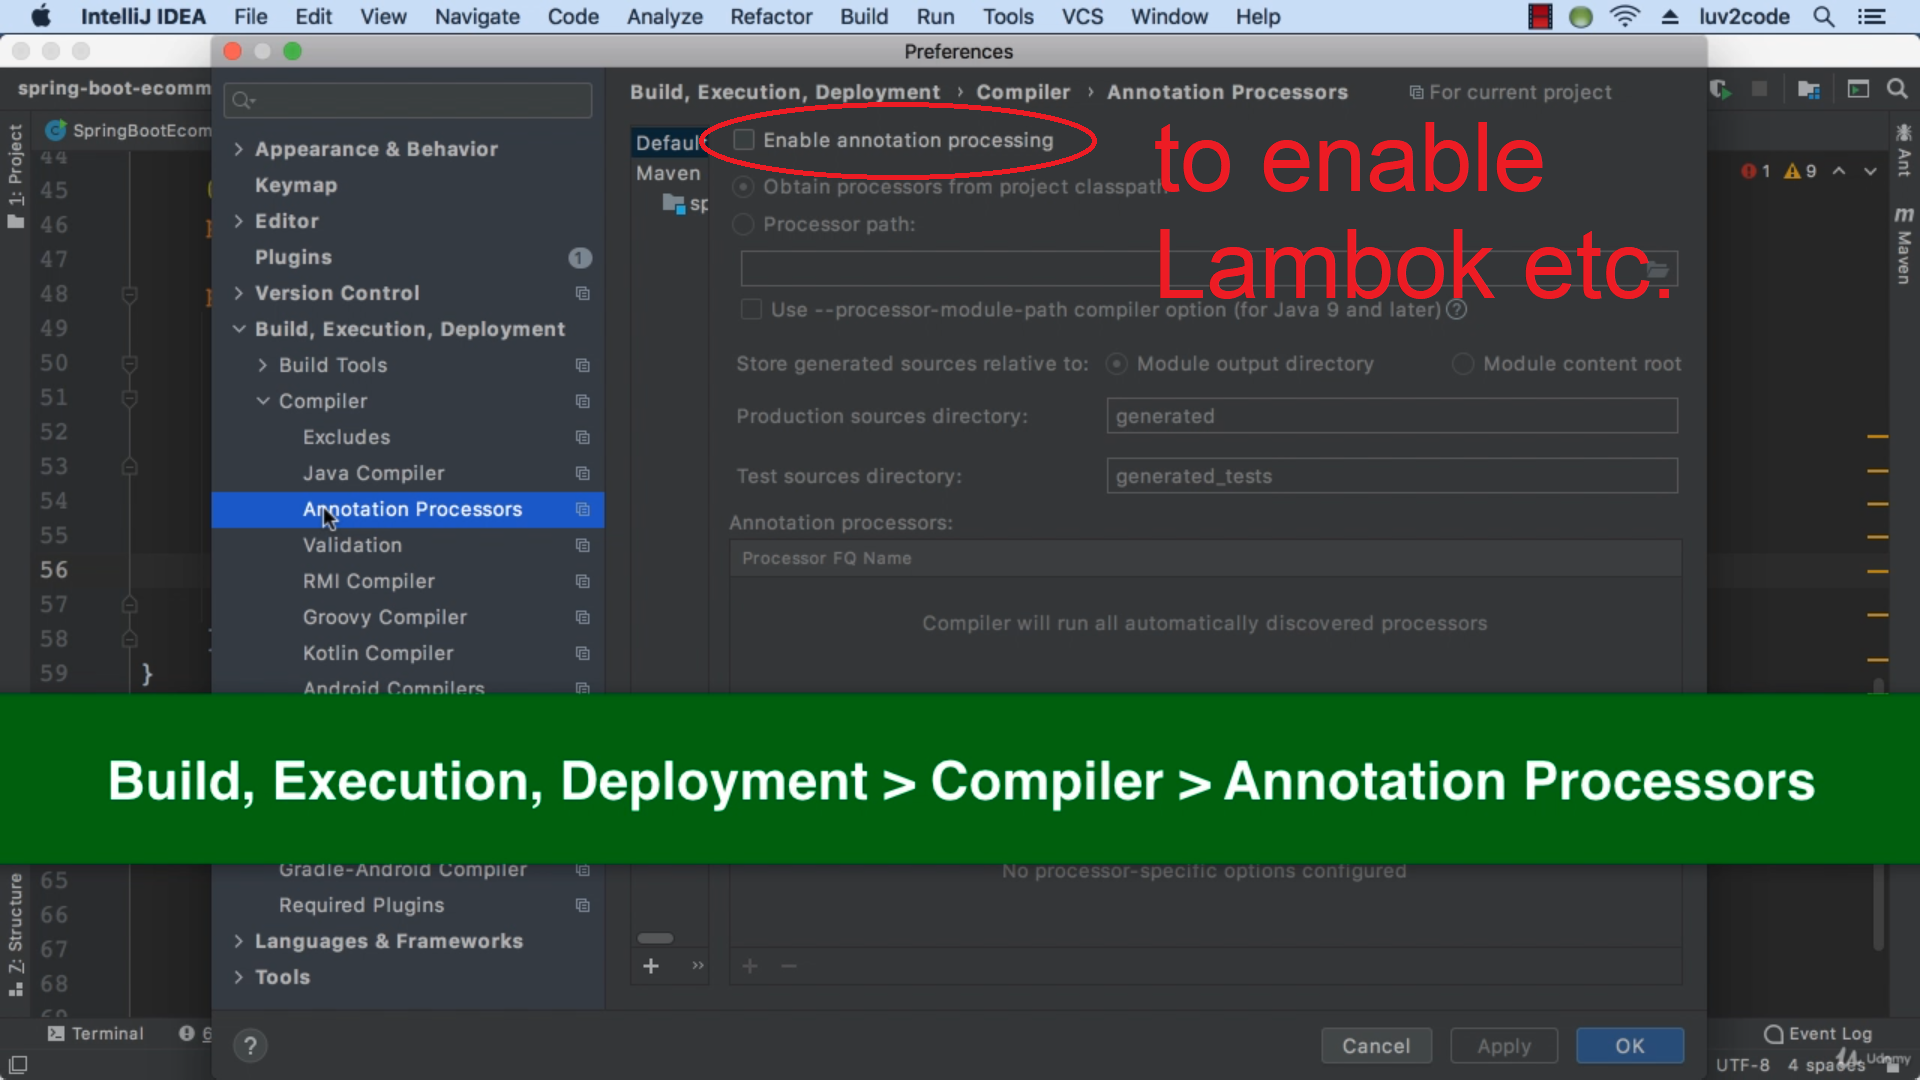 IntelliJ IDEA File Edit View Navigate Code Analyze Refactor Build Run Tools VCS Window Help luv2code
Preferences
spring-boot-ecomm
SpringBootEcom
1: Project
Z: Structure
44
45
46
47
48
49
50
51
52
53
54
55
56
57
58
59 }
65
66
67
68
Appearance & Behavior
Keymap
Editor
Plugins 1
Version Control
Build, Execution, Deployment
Build Tools
Compiler
Excludes
Java Compiler
Annotation Processors
Validation
RMI Compiler
Groovy Compiler
Kotlin Compiler
Android Compilers
Gradle-Android Compiler
Required Plugins
Languages & Frameworks
Tools
Build, Execution, Deployment › Compiler › Annotation Processors For current project
Default
Maven
sp
Enable annotation processing
to enable
Lambok etc.
Obtain processors from project classpath
Processor path:
Use --processor-module-path compiler option (for Java 9 and later) ?
Store generated sources relative to: Module output directory Module content root
Production sources directory: generated
Test sources directory: generated_tests
Annotation processors:
Processor FQ Name
Compiler will run all automatically discovered processors
Build, Execution, Deployment > Compiler > Annotation Processors
No processor-specific options configured
+ »
+ −
? Cancel Apply OK
1 9
Ant
m Maven
Terminal 6
Event Log
UTF-8 4 spaces
Udemy